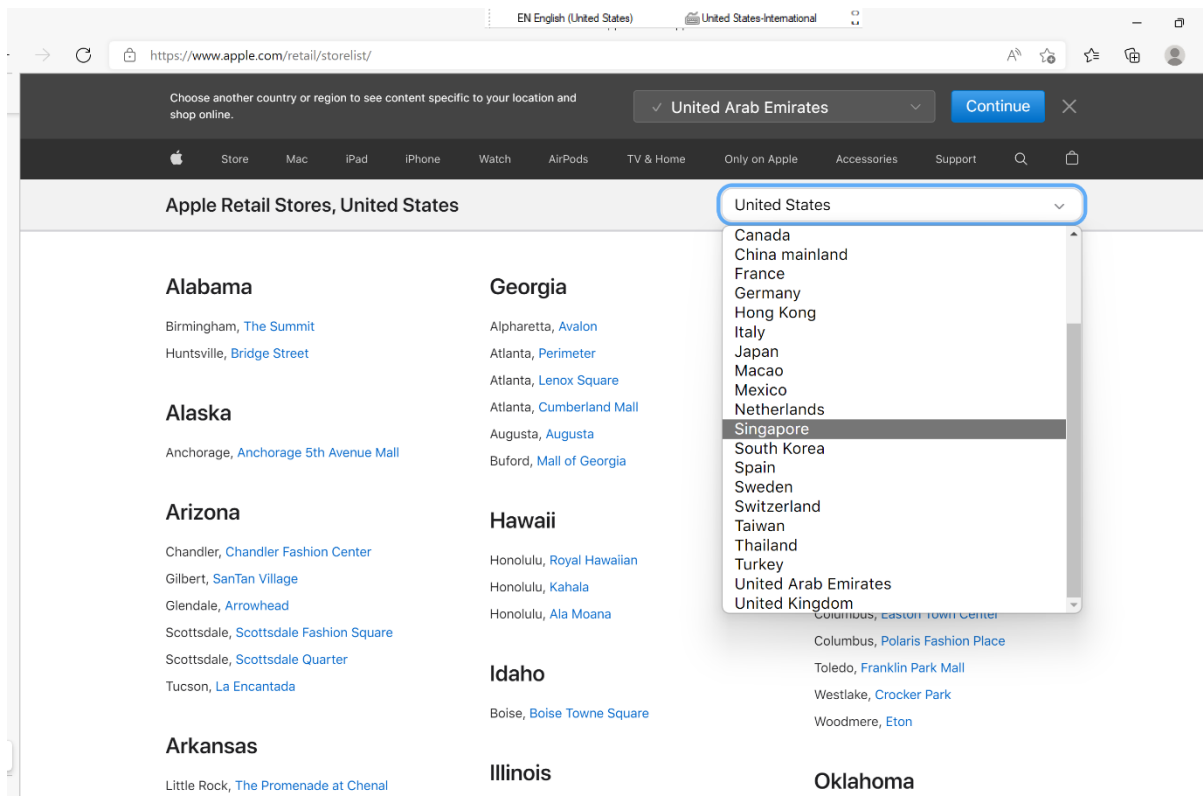 EN English (United States) United States-International
https://www.apple.com/retail/storelist/
Choose another country or region to see content specific to your location and
shop online.
United Arab Emirates
Continue
Store Mac iPad iPhone Watch AirPods TV & Home Only on Apple Accessories Support
Apple Retail Stores, United States
United States
Canada
China mainland
France
Germany
Hong Kong
Italy
Japan
Macao
Mexico
Netherlands
Singapore
South Korea
Spain
Sweden
Switzerland
Taiwan
Thailand
Turkey
United Arab Emirates
United Kingdom
Alabama
Birmingham, The Summit
Huntsville, Bridge Street
Alaska
Anchorage, Anchorage 5th Avenue Mall
Arizona
Chandler, Chandler Fashion Center
Gilbert, SanTan Village
Glendale, Arrowhead
Scottsdale, Scottsdale Fashion Square
Scottsdale, Scottsdale Quarter
Tucson, La Encantada
Arkansas
Little Rock, The Promenade at Chenal
Georgia
Alpharetta, Avalon
Atlanta, Perimeter
Atlanta, Lenox Square
Atlanta, Cumberland Mall
Augusta, Augusta
Buford, Mall of Georgia
Hawaii
Honolulu, Royal Hawaiian
Honolulu, Kahala
Honolulu, Ala Moana
Idaho
Boise, Boise Towne Square
Illinois
Columbus, Easton Town Center
Columbus, Polaris Fashion Place
Toledo, Franklin Park Mall
Westlake, Crocker Park
Woodmere, Eton
Oklahoma